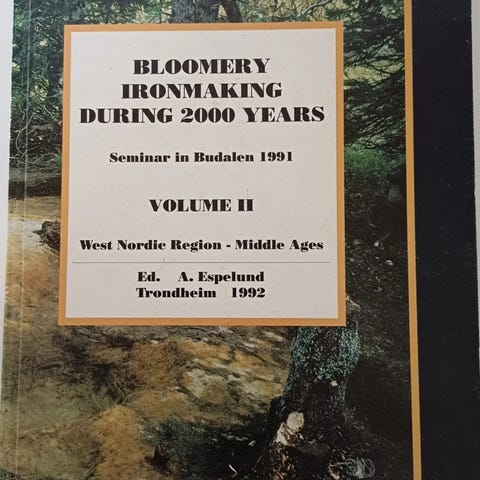 BLOOMERY
IRONMAKING
DURING 2000 YEARS
Seminar in Budalen 1991
VOLUME II
West Nordic Region - Middle Ages
Ed. A. Espelund
Trondheim 1992